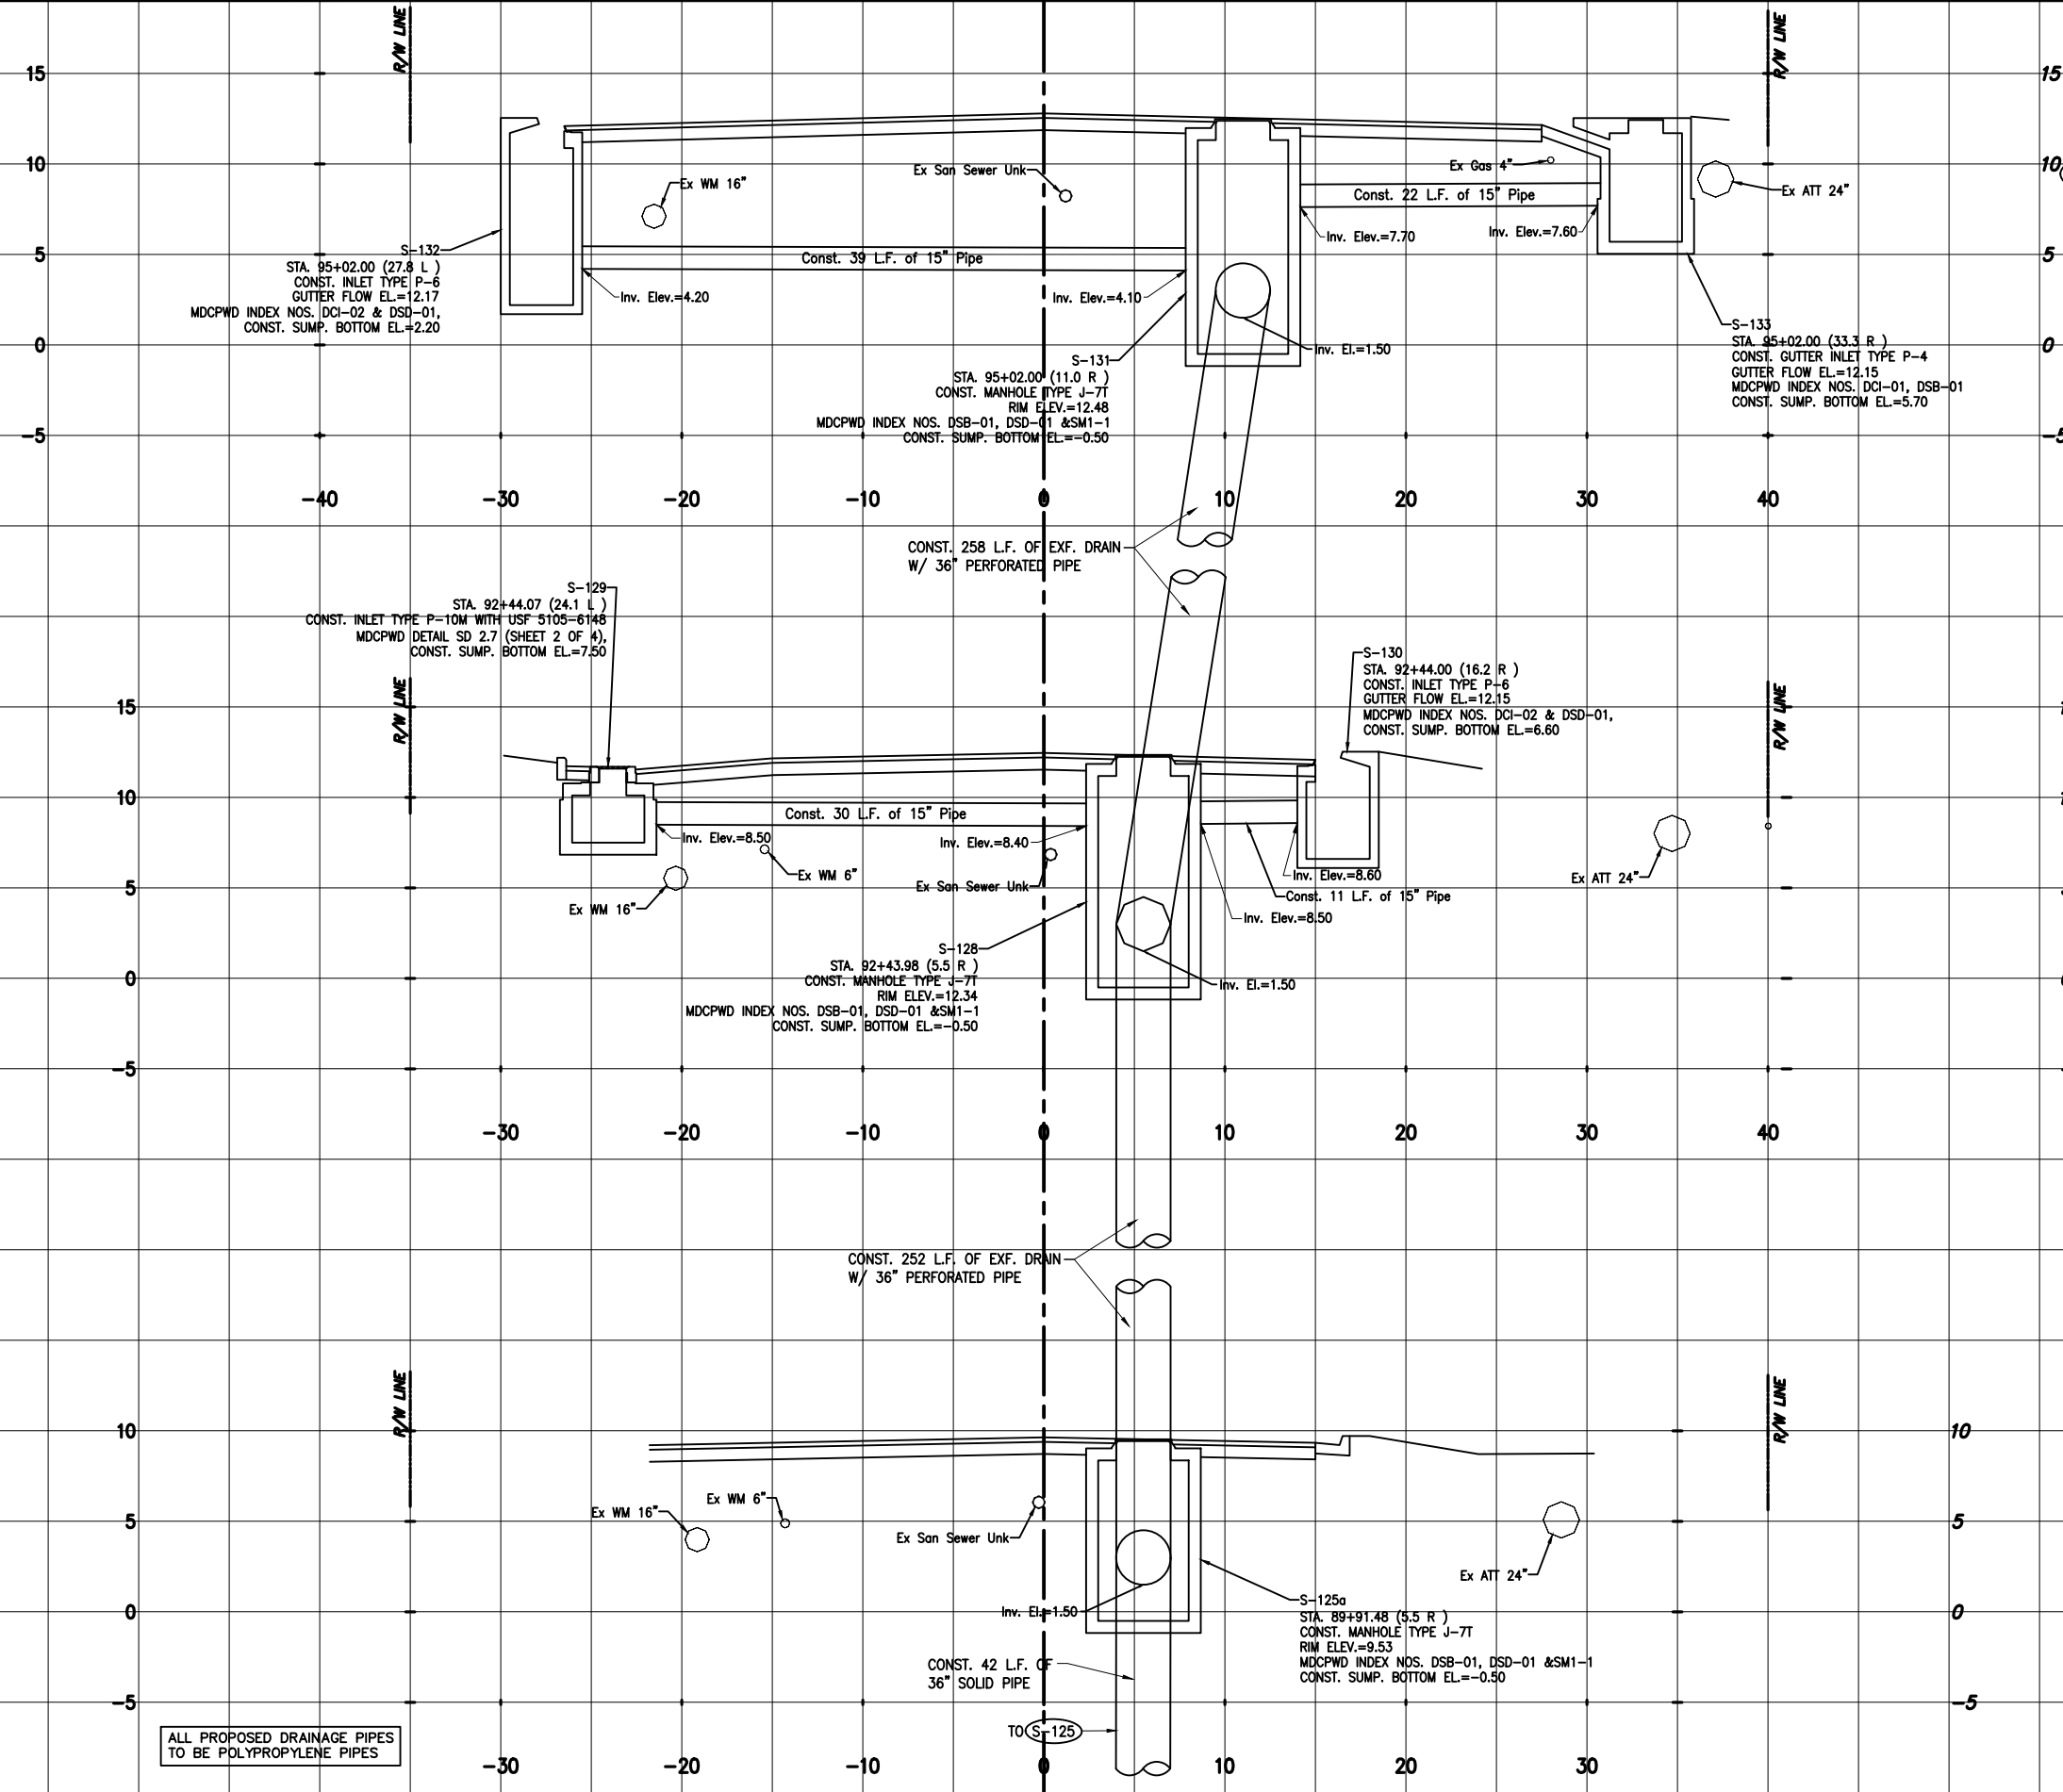 R/W LINE
R/W LINE
15
15
10
10
5
5
0
0
-5
-5
Ex WM 16"
Ex San Sewer Unk
Ex Gas 4"
Ex ATT 24"
Const. 22 L.F. of 15" Pipe
Inv. Elev.=7.70
Inv. Elev.=7.60
Const. 39 L.F. of 15" Pipe
Inv. Elev.=4.20
Inv. Elev.=4.10
Inv. El.=1.50
S-132
STA. 95+02.00 (27.8 L )
CONST. INLET TYPE P-6
GUTTER FLOW EL.=12.17
MDCPWD INDEX NOS. DCI-02 & DSD-01,
CONST. SUMP. BOTTOM EL.=2.20
S-131
STA. 95+02.00 (11.0 R )
CONST. MANHOLE TYPE J-7T
RIM ELEV.=12.48
MDCPWD INDEX NOS. DSB-01, DSD-01 &SM1-1
CONST. SUMP. BOTTOM EL.=-0.50
S-133
STA. 95+02.00 (33.3 R )
CONST. GUTTER INLET TYPE P-4
GUTTER FLOW EL.=12.15
MDCPWD INDEX NOS. DCI-01, DSB-01
CONST. SUMP. BOTTOM EL.=5.70
-40
-30
-20
-10
0
10
20
30
40
CONST. 258 L.F. OF EXF. DRAIN
W/ 36" PERFORATED PIPE
S-129
STA. 92+44.07 (24.1 L )
CONST. INLET TYPE P-10M WITH USF 5105-6148
MDCPWD DETAIL SD 2.7 (SHEET 2 OF 4),
CONST. SUMP. BOTTOM EL.=7.50
S-130
STA. 92+44.00 (16.2 R )
CONST. INLET TYPE P-6
GUTTER FLOW EL.=12.15
MDCPWD INDEX NOS. DCI-02 & DSD-01,
CONST. SUMP. BOTTOM EL.=6.60
R/W LINE
R/W LINE
15
10
5
0
-5
Const. 30 L.F. of 15" Pipe
Inv. Elev.=8.50
Inv. Elev.=8.40
Ex WM 6"
Ex WM 16"
Ex San Sewer Unk
Inv. Elev.=8.60
Const. 11 L.F. of 15" Pipe
Inv. Elev.=8.50
Ex ATT 24"
Inv. El.=1.50
S-128
STA. 92+43.98 (5.5 R )
CONST. MANHOLE TYPE J-7T
RIM ELEV.=12.34
MDCPWD INDEX NOS. DSB-01, DSD-01 &SM1-1
CONST. SUMP. BOTTOM EL.=-0.50
-30
-20
-10
0
10
20
30
40
CONST. 252 L.F. OF EXF. DRAIN
W/ 36" PERFORATED PIPE
R/W LINE
R/W LINE
10
10
5
5
0
0
-5
-5
Ex WM 16"
Ex WM 6"
Ex San Sewer Unk
Ex ATT 24"
Inv. El.=1.50
S-125a
STA. 89+91.48 (5.5 R )
CONST. MANHOLE TYPE J-7T
RIM ELEV.=9.53
MDCPWD INDEX NOS. DSB-01, DSD-01 &SM1-1
CONST. SUMP. BOTTOM EL.=-0.50
CONST. 42 L.F. OF
36" SOLID PIPE
TO S-125
ALL PROPOSED DRAINAGE PIPES
TO BE POLYPROPYLENE PIPES
-30
-20
-10
0
10
20
30